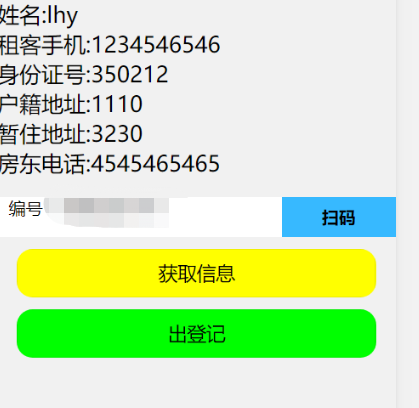 姓名:lhy
租客手机:1234546546
身份证号:350212
户籍地址:1110
暂住地址:3230
房东电话:4545465465
编号
扫码
获取信息
出登记